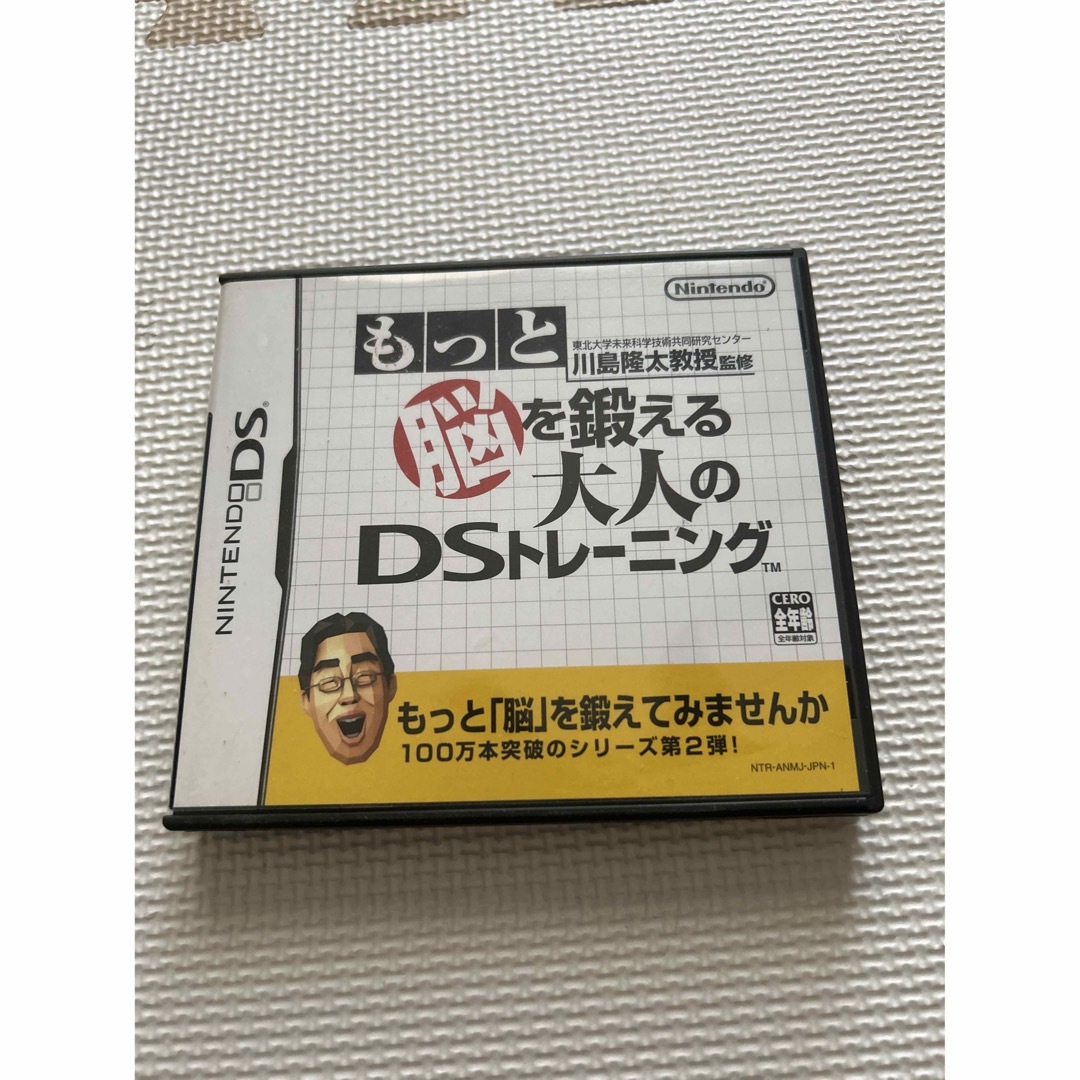 NINTENDO DS®
Nintendo®
もっと
東北大学未来科学技術共同研究センター
川島隆太教授監修
脳を鍛える
大人の
DSトレーニング™
CERO
全年齢
全年齢対象
もっと「脳」を鍛えてみませんか
100万本突破のシリーズ第2弾!
NTR-ANMJ-JPN-1